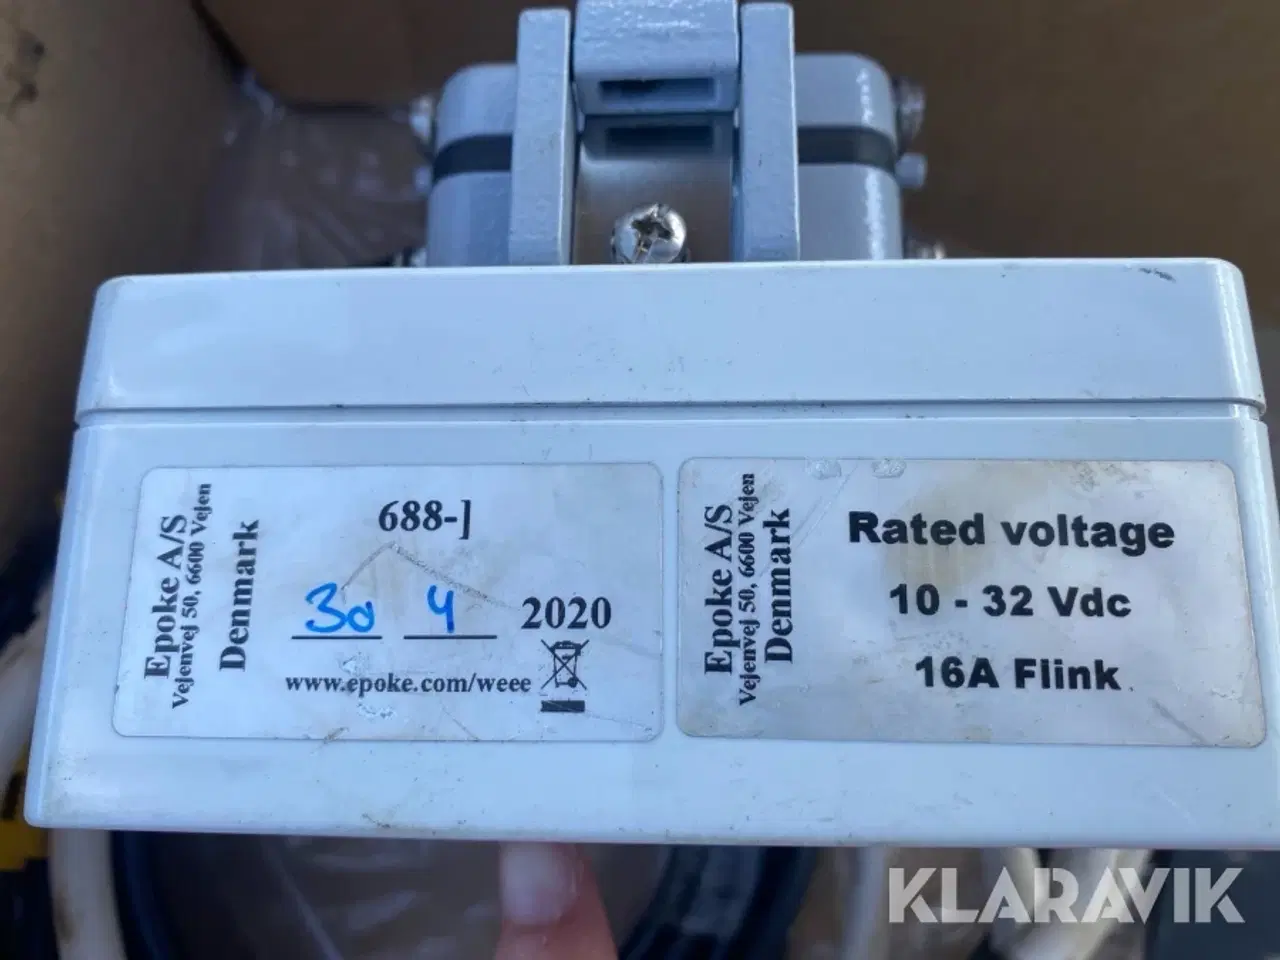 Epoke A/S
Vejenvej 50, 6600 Vejen
Denmark
688-]
30 4 2020
www.epoke.com/weee
Epoke A/S
Vejenvej 50, 6600 Vejen
Denmark
Rated voltage
10 - 32 Vdc
16A Flink
KLARAVIK